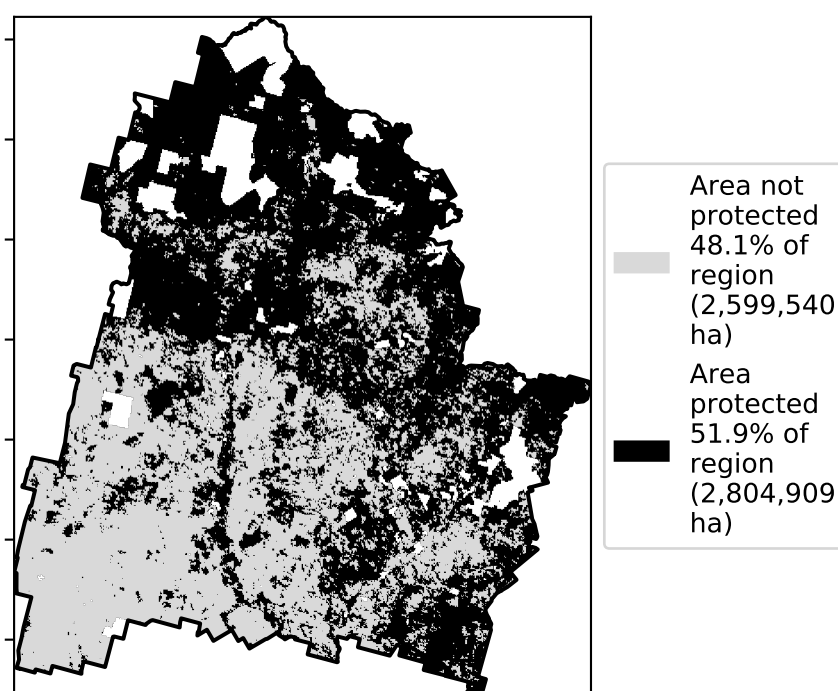 Area not
protected
48.1% of
region
(2,599,540
ha)
Area
protected
51.9% of
region
(2,804,909
ha)